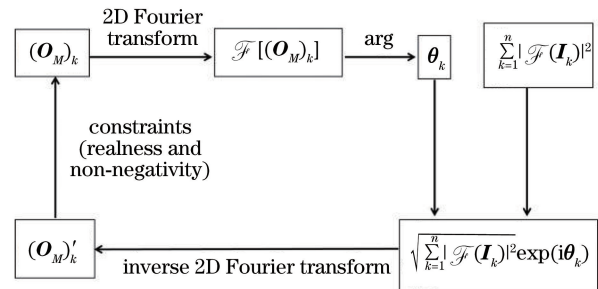 2D Fourier
transform
(O_M)_k
ℱ[(O_M)_k]
arg
θ_k
∑_{k=1}^{n}|ℱ(I_k)|²
constraints
(realness and
non-negativity)
(O_M)′_k
inverse 2D Fourier transform
√(∑_{k=1}^{n}|ℱ(I_k)|²)exp(iθ_k)